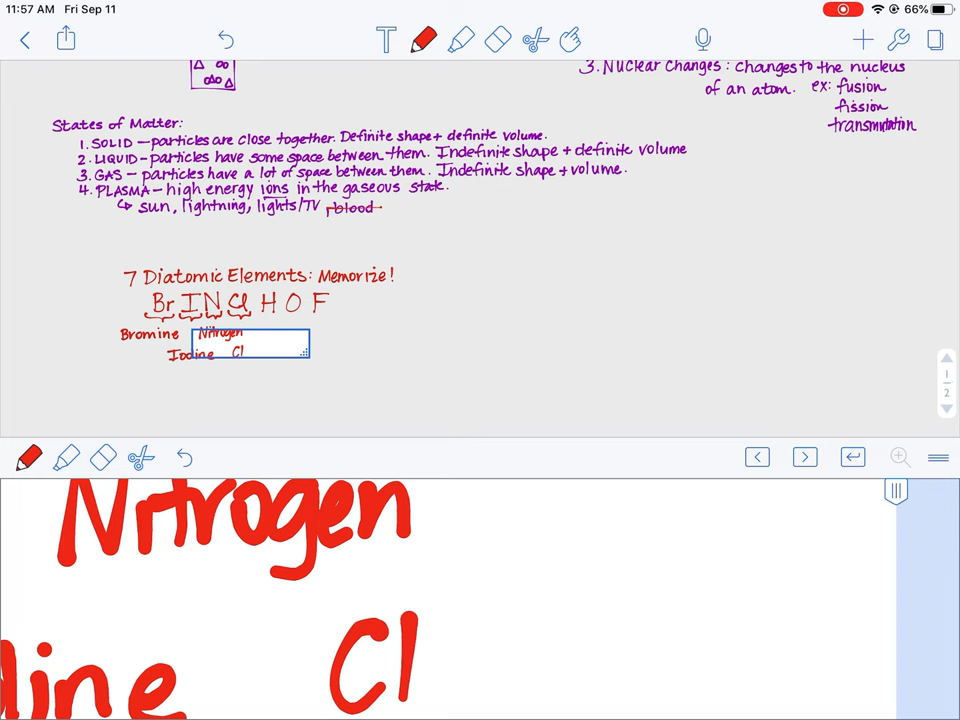 11:57 AM Fri Sep 11
66%
T
3. Nuclear Changes : Changes to the nucleus
of an atom. ex: fusion
fission
transmutation
States of Matter:
1. SOLID – particles are close together. Definite shape + definite volume.
2. LIQUID – particles have some space between them. Indefinite shape + definite volume
3. GAS – particles have a lot of space between them. Indefinite shape + volume.
4. PLASMA – high energy ions in the gaseous state.
↳ sun, lightning, lights/TV blood
7 Diatomic Elements: Memorize!
Br I N Cl H O F
Bromine Nitrogen
Iodine Cl
1
2
Nitrogen
dine Cl